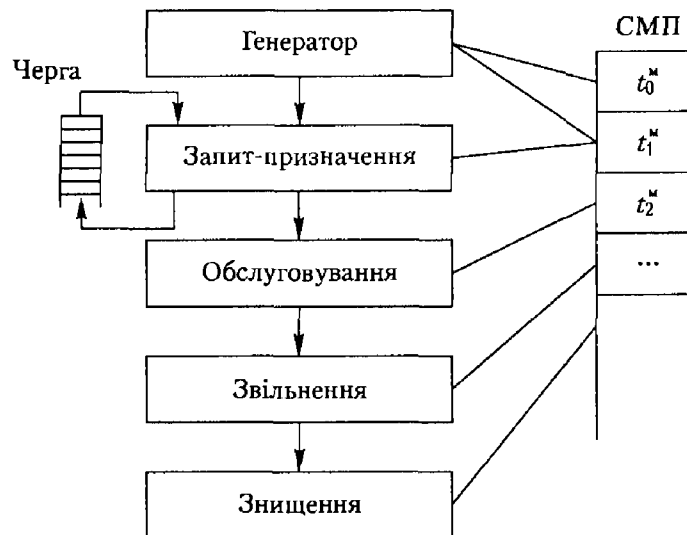 Генератор
СМП
Черга
t₀ᴹ
Запит-призначення
t₁ᴹ
t₂ᴹ
Обслуговування
...
Звільнення
Знищення